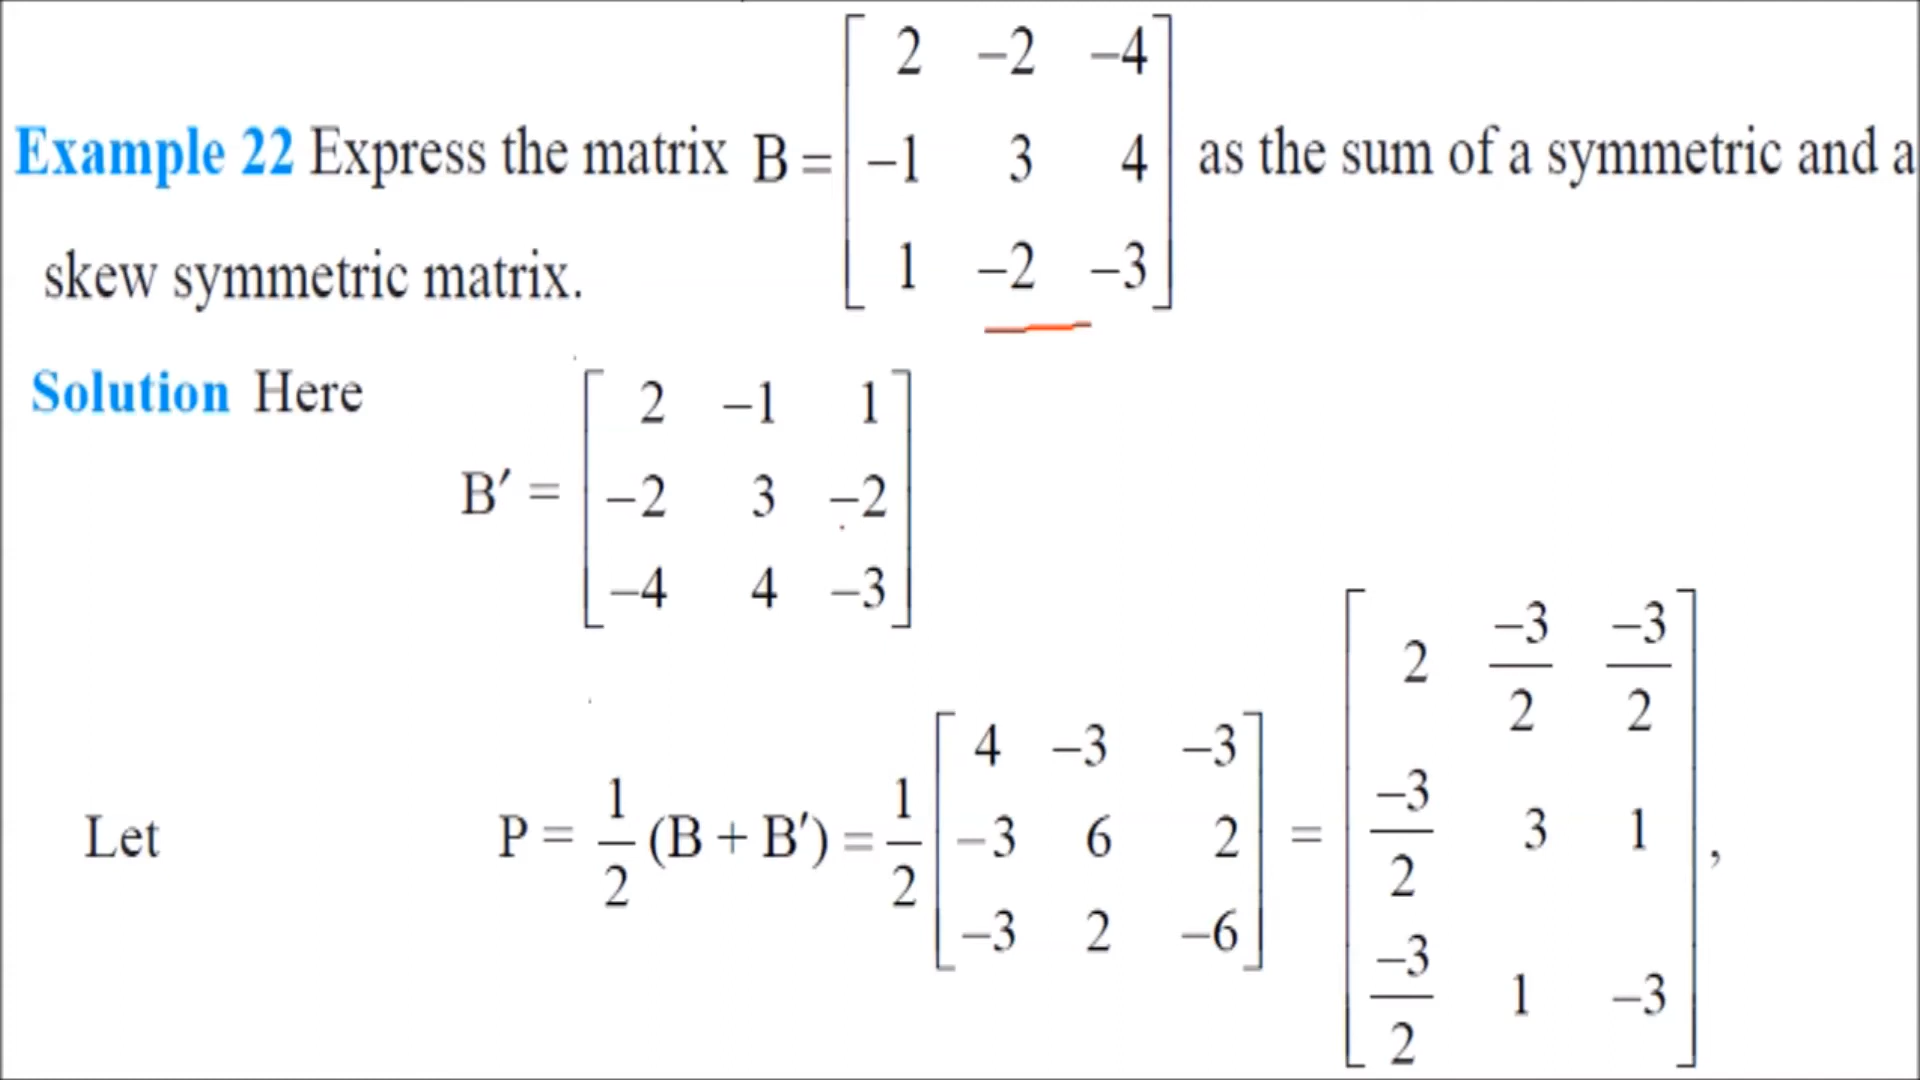 Example 22 Express the matrix B = [ 2 −2 −4 ; −1 3 4 ; 1 −2 −3 ] as the sum of a symmetric and a
skew symmetric matrix.
Solution Here
B′ = [ 2 −1 1 ; −2 3 −2 ; −4 4 −3 ]
Let P = 1/2 (B + B′) = 1/2 [ 4 −3 −3 ; −3 6 2 ; −3 2 −6 ] = [ 2 −3/2 −3/2 ; −3/2 3 1 ; −3/2 1 −3 ] ,